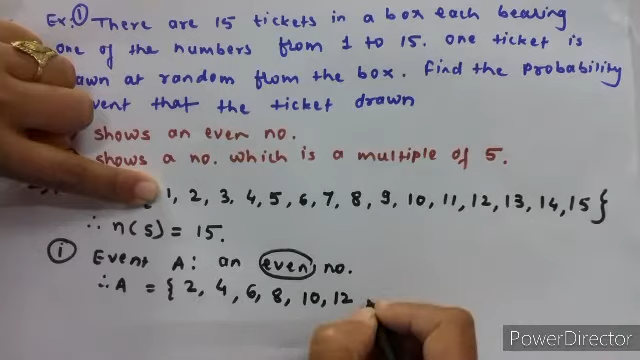 Ex:① There are 15 tickets in a box each bearing
one of the numbers from 1 to 15. one ticket is
at random from the box. Find the probability
that the ticket drawn
shows an even no.
shows a no. which is a multiple of 5.
1, 2, 3, 4, 5, 6, 7, 8, 9, 10, 11, 12, 13, 14, 15}
∴ n(S) = 15.
ⓘ Event A: an even no.
∴ A = { 2, 4, 6, 8, 10, 12
PowerDirector